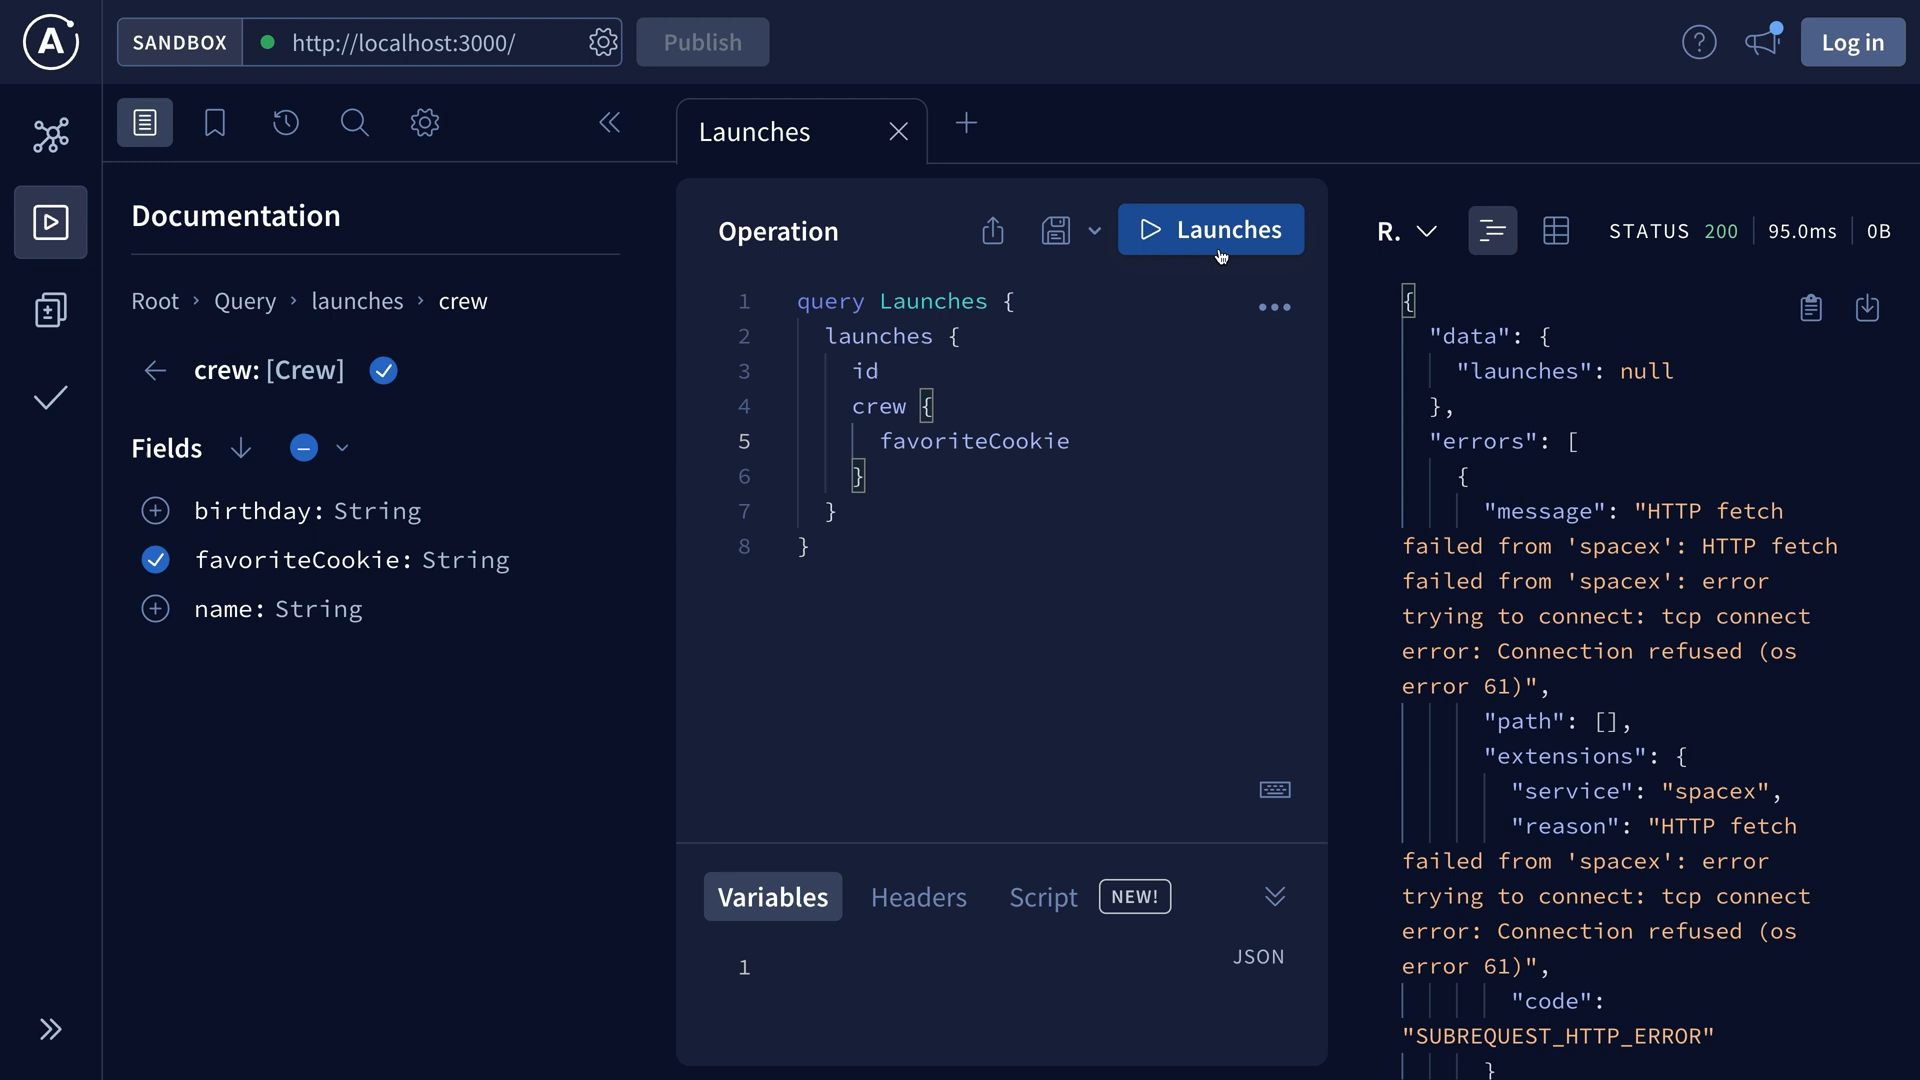 A
SANDBOX
http://localhost:3000/
Publish
?
Log in
Launches
Documentation
Root › Query › launches › crew
crew: [Crew]
Fields
birthday: String
favoriteCookie: String
name: String
Operation
Launches
1 query Launches {
2 launches {
3 id
4 crew {
5 favoriteCookie
6 }
7 }
8 }
Variables
Headers
Script
NEW!
1
JSON
R.
STATUS 200
95.0ms
0B
{
"data": {
"launches": null
},
"errors": [
{
"message": "HTTP fetch
failed from 'spacex': HTTP fetch
failed from 'spacex': error
trying to connect: tcp connect
error: Connection refused (os
error 61)",
"path": [],
"extensions": {
"service": "spacex",
"reason": "HTTP fetch
failed from 'spacex': error
trying to connect: tcp connect
error: Connection refused (os
error 61)",
"code":
"SUBREQUEST_HTTP_ERROR"
}